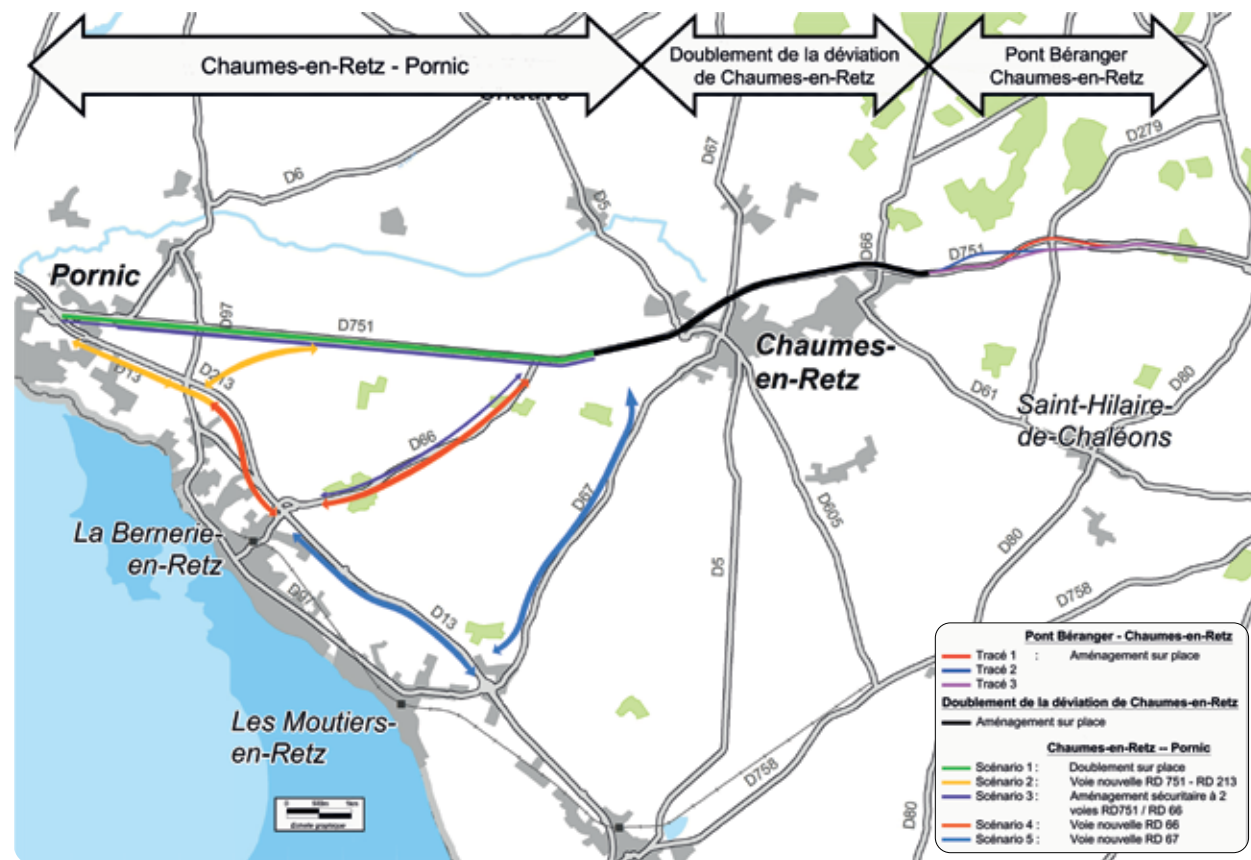 Chaumes-en-Retz - Pornic
Doublement de la déviation
de Chaumes-en-Retz
Pont Béranger
Chaumes-en-Retz
D279
D67
D6
D5
D66
D751
Pornic
D97
D751
D13
D213
Chaumes-
en-Retz
D61
D80
Saint-Hilaire-
de-Chaléons
D66
D67
D605
La Bernerie-
en-Retz
D97
D13
D5
D80
D758
Les Moutiers-
en-Retz
D758
D80
0 500m 1km
Echelle graphique
Pont Béranger - Chaumes-en-Retz
Tracé 1 : Aménagement sur place
Tracé 2
Tracé 3
Doublement de la déviation de Chaumes-en-Retz
Aménagement sur place
Chaumes-en-Retz -- Pornic
Scénario 1 : Doublement sur place
Scénario 2 : Voie nouvelle RD 751 - RD 213
Scénario 3 : Aménagement sécuritaire à 2
voies RD751 / RD 66
Scénario 4 : Voie nouvelle RD 66
Scénario 5 : Voie nouvelle RD 67